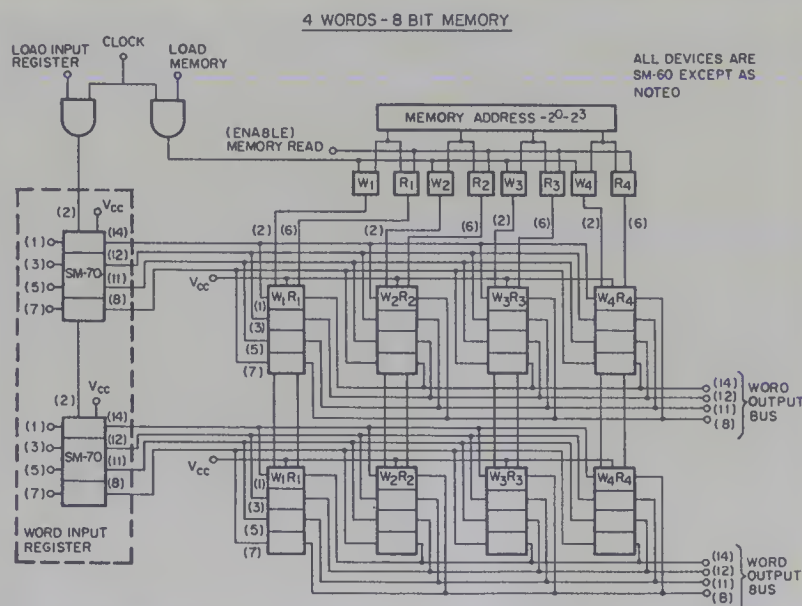 4 WORDS-8 BIT MEMORY
LOAD INPUT
REGISTER
CLOCK
LOAD
MEMORY
ALL DEVICES ARE
SM-60 EXCEPT AS
NOTED
MEMORY ADDRESS -2⁰-2³
(ENABLE)
MEMORY READ
W1 R1 W2 R2 W3 R3 W4 R4
(2) (6) (2) (6) (2) (6) (2) (6)
(2) VCC
(1) (14)
(3) SM-70 (12)
(5) (11)
(7) (8)
VCC
W1R1 W2R2 W3R3 W4R4
(1)
(3)
(5)
(7)
(14)
(12)
(11)
(8)
WORD
OUTPUT
BUS
(2) VCC
(1) (14)
(3) SM-70 (12)
(5) (11)
(7) (8)
WORD INPUT
REGISTER
VCC
W1R1 W2R2 W3R3 W4R4
(1)
(3)
(5)
(7)
(14)
(12)
(11)
(8)
WORD
OUTPUT
BUS